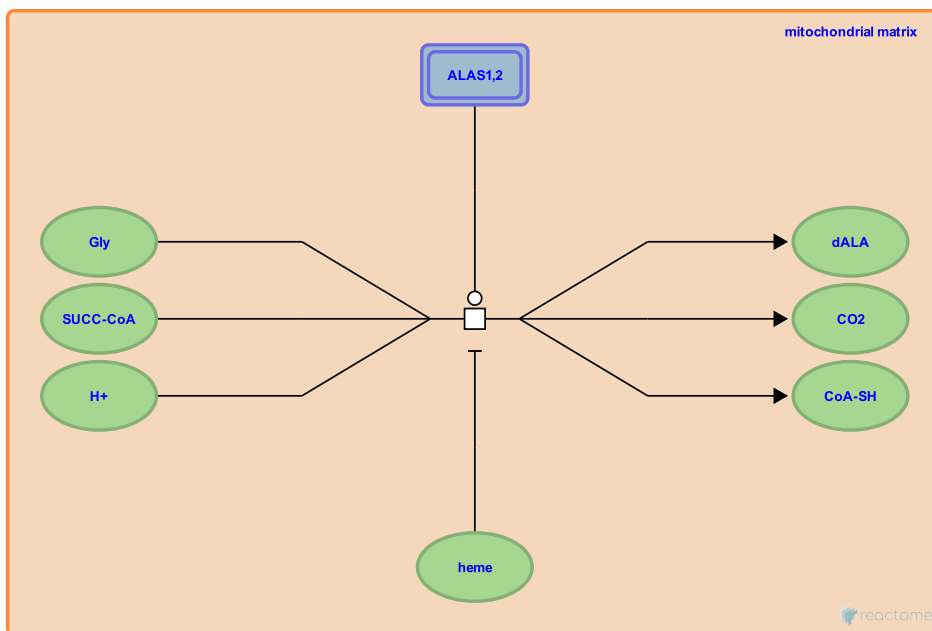 mitochondrial matrix
ALAS1,2
Gly
dALA
SUCC-CoA
CO2
H+
CoA-SH
heme
reactome